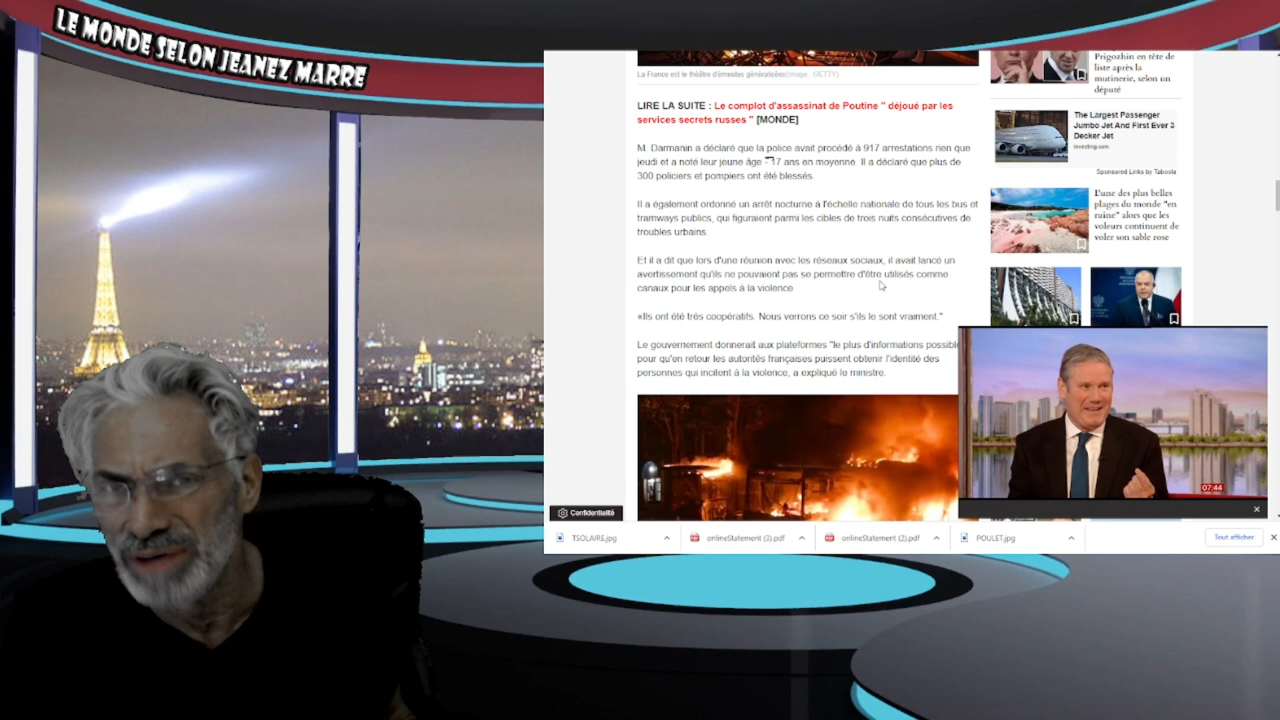 LE MONDE SELON JEANEZ MARRE
La France est le théâtre d'émeutes généralisées(Image : GETTY)
LIRE LA SUITE : Le complot d'assassinat de Poutine " déjoué par les
services secrets russes " [MONDE]
M. Darmanin a déclaré que la police avait procédé à 917 arrestations rien que
jeudi et a noté leur jeune âge - 17 ans en moyenne. Il a déclaré que plus de
300 policiers et pompiers ont été blessés.
Il a également ordonné un arrêt nocturne à l'échelle nationale de tous les bus et
tramways publics, qui figuraient parmi les cibles de trois nuits consécutives de
troubles urbains.
Et il a dit que lors d'une réunion avec les réseaux sociaux, il avait lancé un
avertissement qu'ils ne pouvaient pas se permettre d'être utilisés comme
canaux pour les appels à la violence
«Ils ont été très coopératifs. Nous verrons ce soir s'ils le sont vraiment."
Le gouvernement donnerait aux plateformes "le plus d'informations possible
pour qu'en retour les autorités françaises puissent obtenir l'identité des
personnes qui incitent à la violence, a expliqué le ministre.
Prigozhin en tête de
liste après la
mutinerie, selon un
député
The Largest Passenger
Jumbo Jet And First Ever 3
Decker Jet
investing.com
Sponsored Links by Taboola
L'une des plus belles
plages du monde "en
ruine" alors que les
voleurs continuent de
voler son sable rose
07:44
Confidentialité
TSOLAIRE.jpg
onlineStatement (3).pdf
onlineStatement (2).pdf
POULET.jpg
Tout afficher